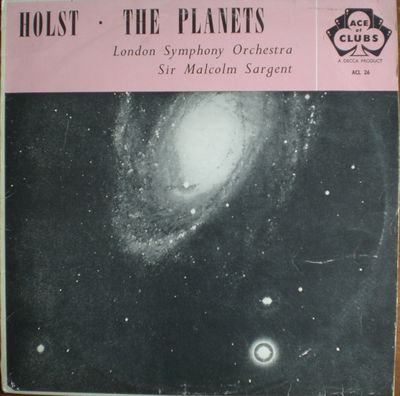 HOLST · THE PLANETS
London Symphony Orchestra
Sir Malcolm Sargent
ACE
of
CLUBS
A DECCA PRODUCT
ACL 26